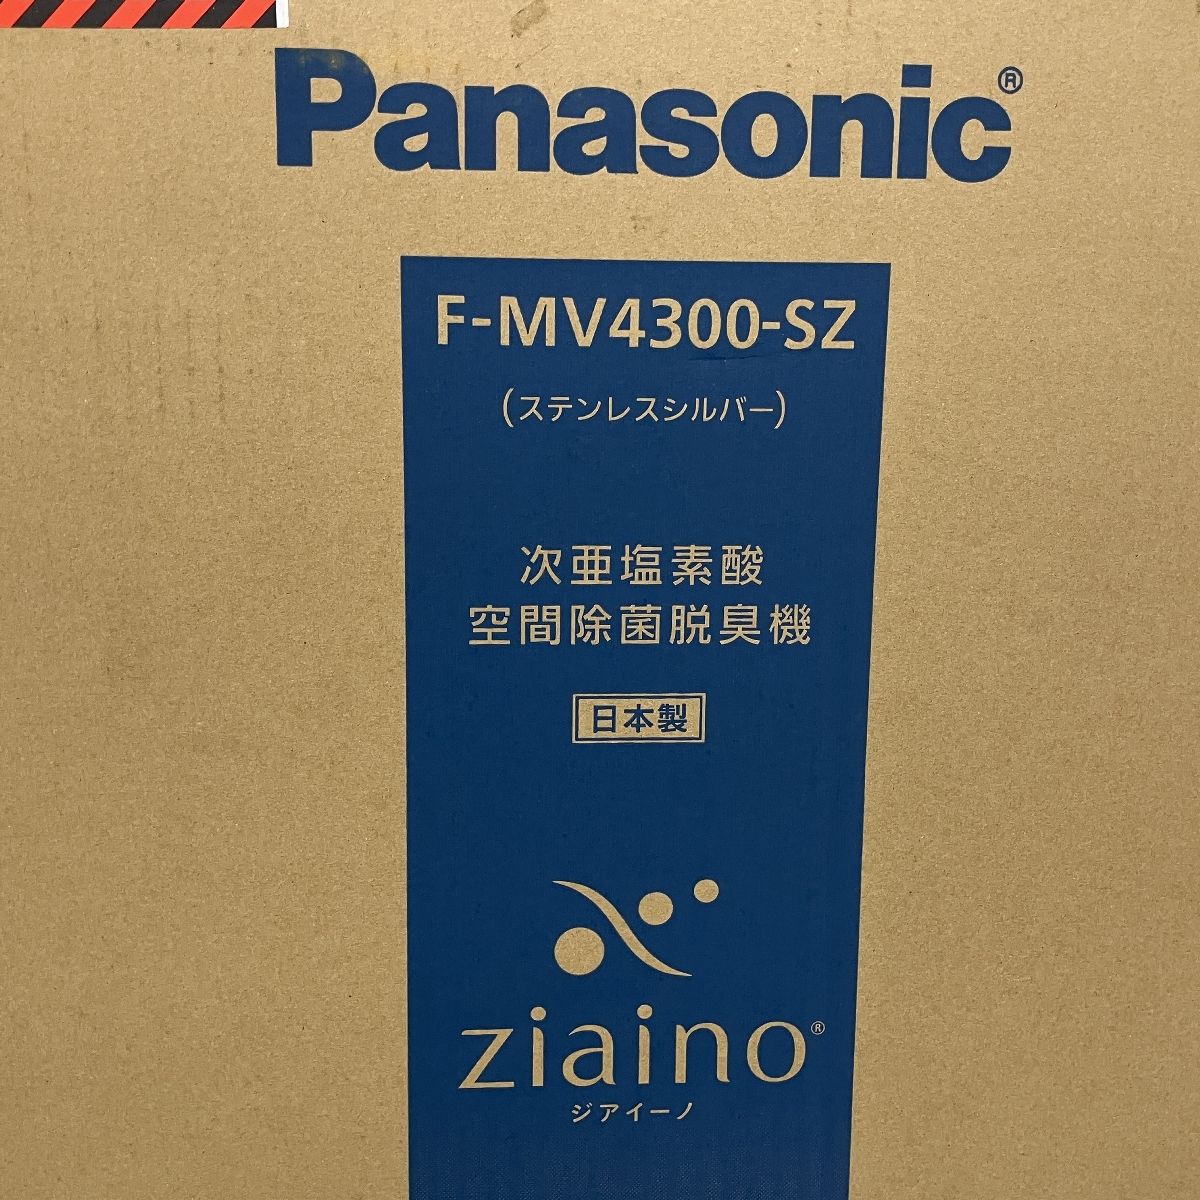 Panasonic®
F-MV4300-SZ
(ステンレスシルバー)
次亜塩素酸
空間除菌脱臭機
日本製
ziaino®
ジアイーノ